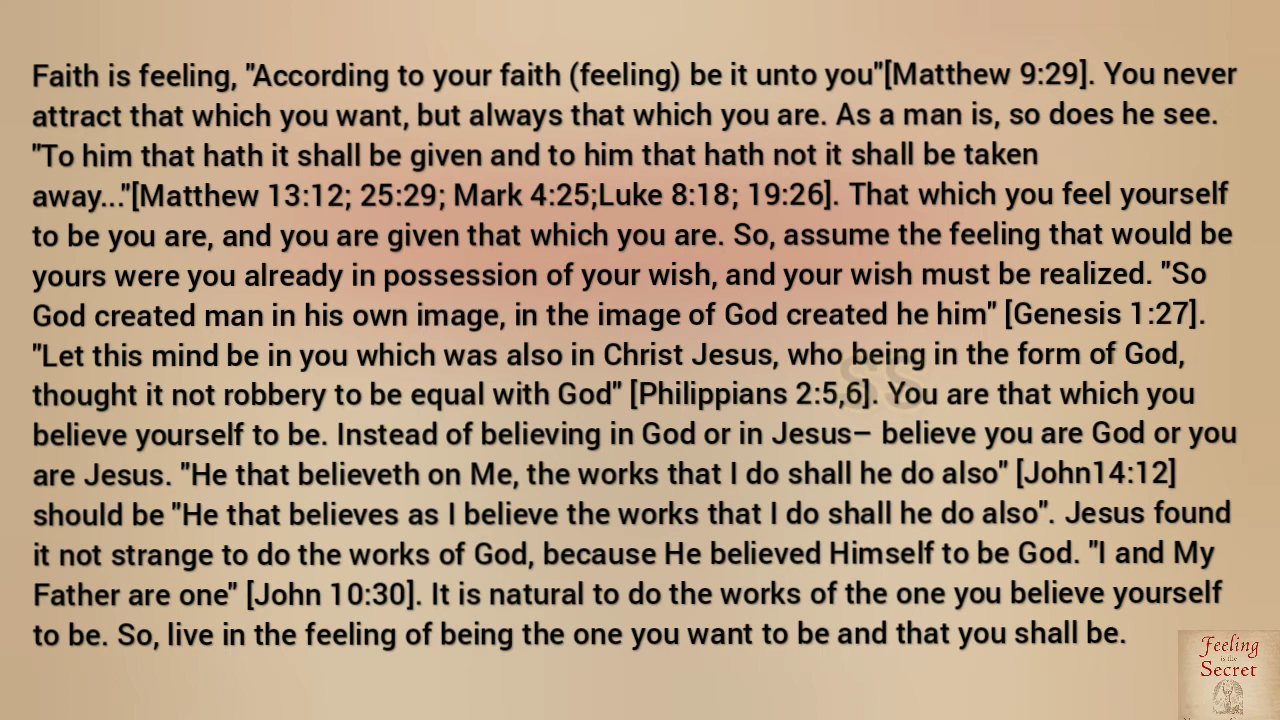 Faith is feeling, "According to your faith (feeling) be it unto you"[Matthew 9:29]. You never
attract that which you want, but always that which you are. As a man is, so does he see.
"To him that hath it shall be given and to him that hath not it shall be taken
away..."[Matthew 13:12; 25:29; Mark 4:25;Luke 8:18; 19:26]. That which you feel yourself
to be you are, and you are given that which you are. So, assume the feeling that would be
yours were you already in possession of your wish, and your wish must be realized. "So
God created man in his own image, in the image of God created he him" [Genesis 1:27].
"Let this mind be in you which was also in Christ Jesus, who being in the form of God,
thought it not robbery to be equal with God" [Philippians 2:5,6]. You are that which you
believe yourself to be. Instead of believing in God or in Jesus– believe you are God or you
are Jesus. "He that believeth on Me, the works that I do shall he do also" [John14:12]
should be "He that believes as I believe the works that I do shall he do also". Jesus found
it not strange to do the works of God, because He believed Himself to be God. "I and My
Father are one" [John 10:30]. It is natural to do the works of the one you believe yourself
to be. So, live in the feeling of being the one you want to be and that you shall be.
SS
Feeling
is the
Secret